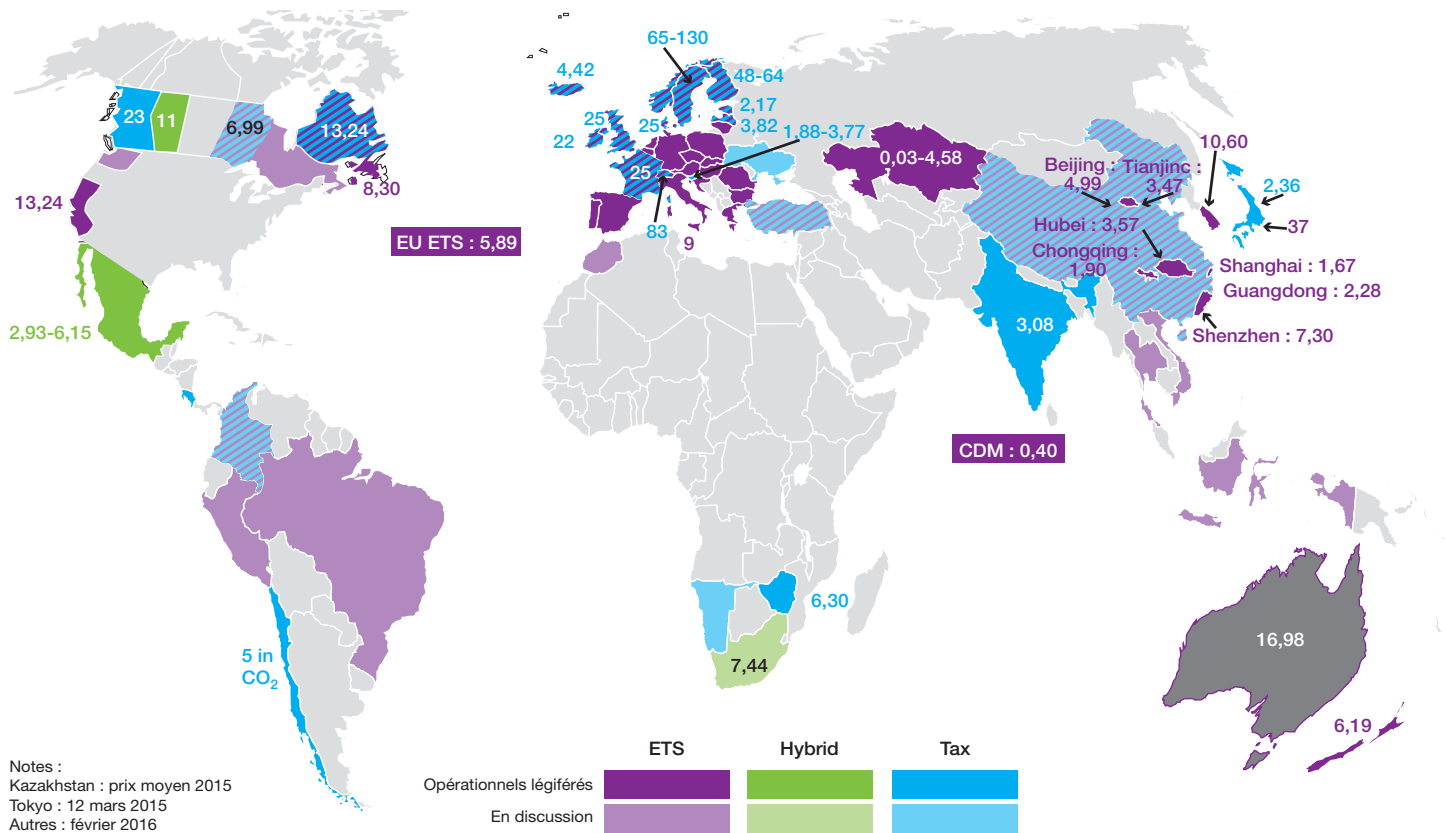 65-130
4,42
48-64
2,17
3,82
25
25
22
1,88-3,77
23
11
6,99
13,24
8,30
13,24
EU ETS : 5,89
25
83
9
0,03-4,58
Beijing :
4,99
Tianjinc :
3,47
10,60
2,36
37
Hubei : 3,57
Chongqing :
1,90
Shanghai : 1,67
Guangdong : 2,28
Shenzhen : 7,30
2,93-6,15
3,08
CDM : 0,40
5 in
CO₂
6,30
7,44
16,98
6,19
Notes :
Kazakhstan : prix moyen 2015
Tokyo : 12 mars 2015
Autres : février 2016
ETS Hybrid Tax
Opérationnels légiférés
En discussion